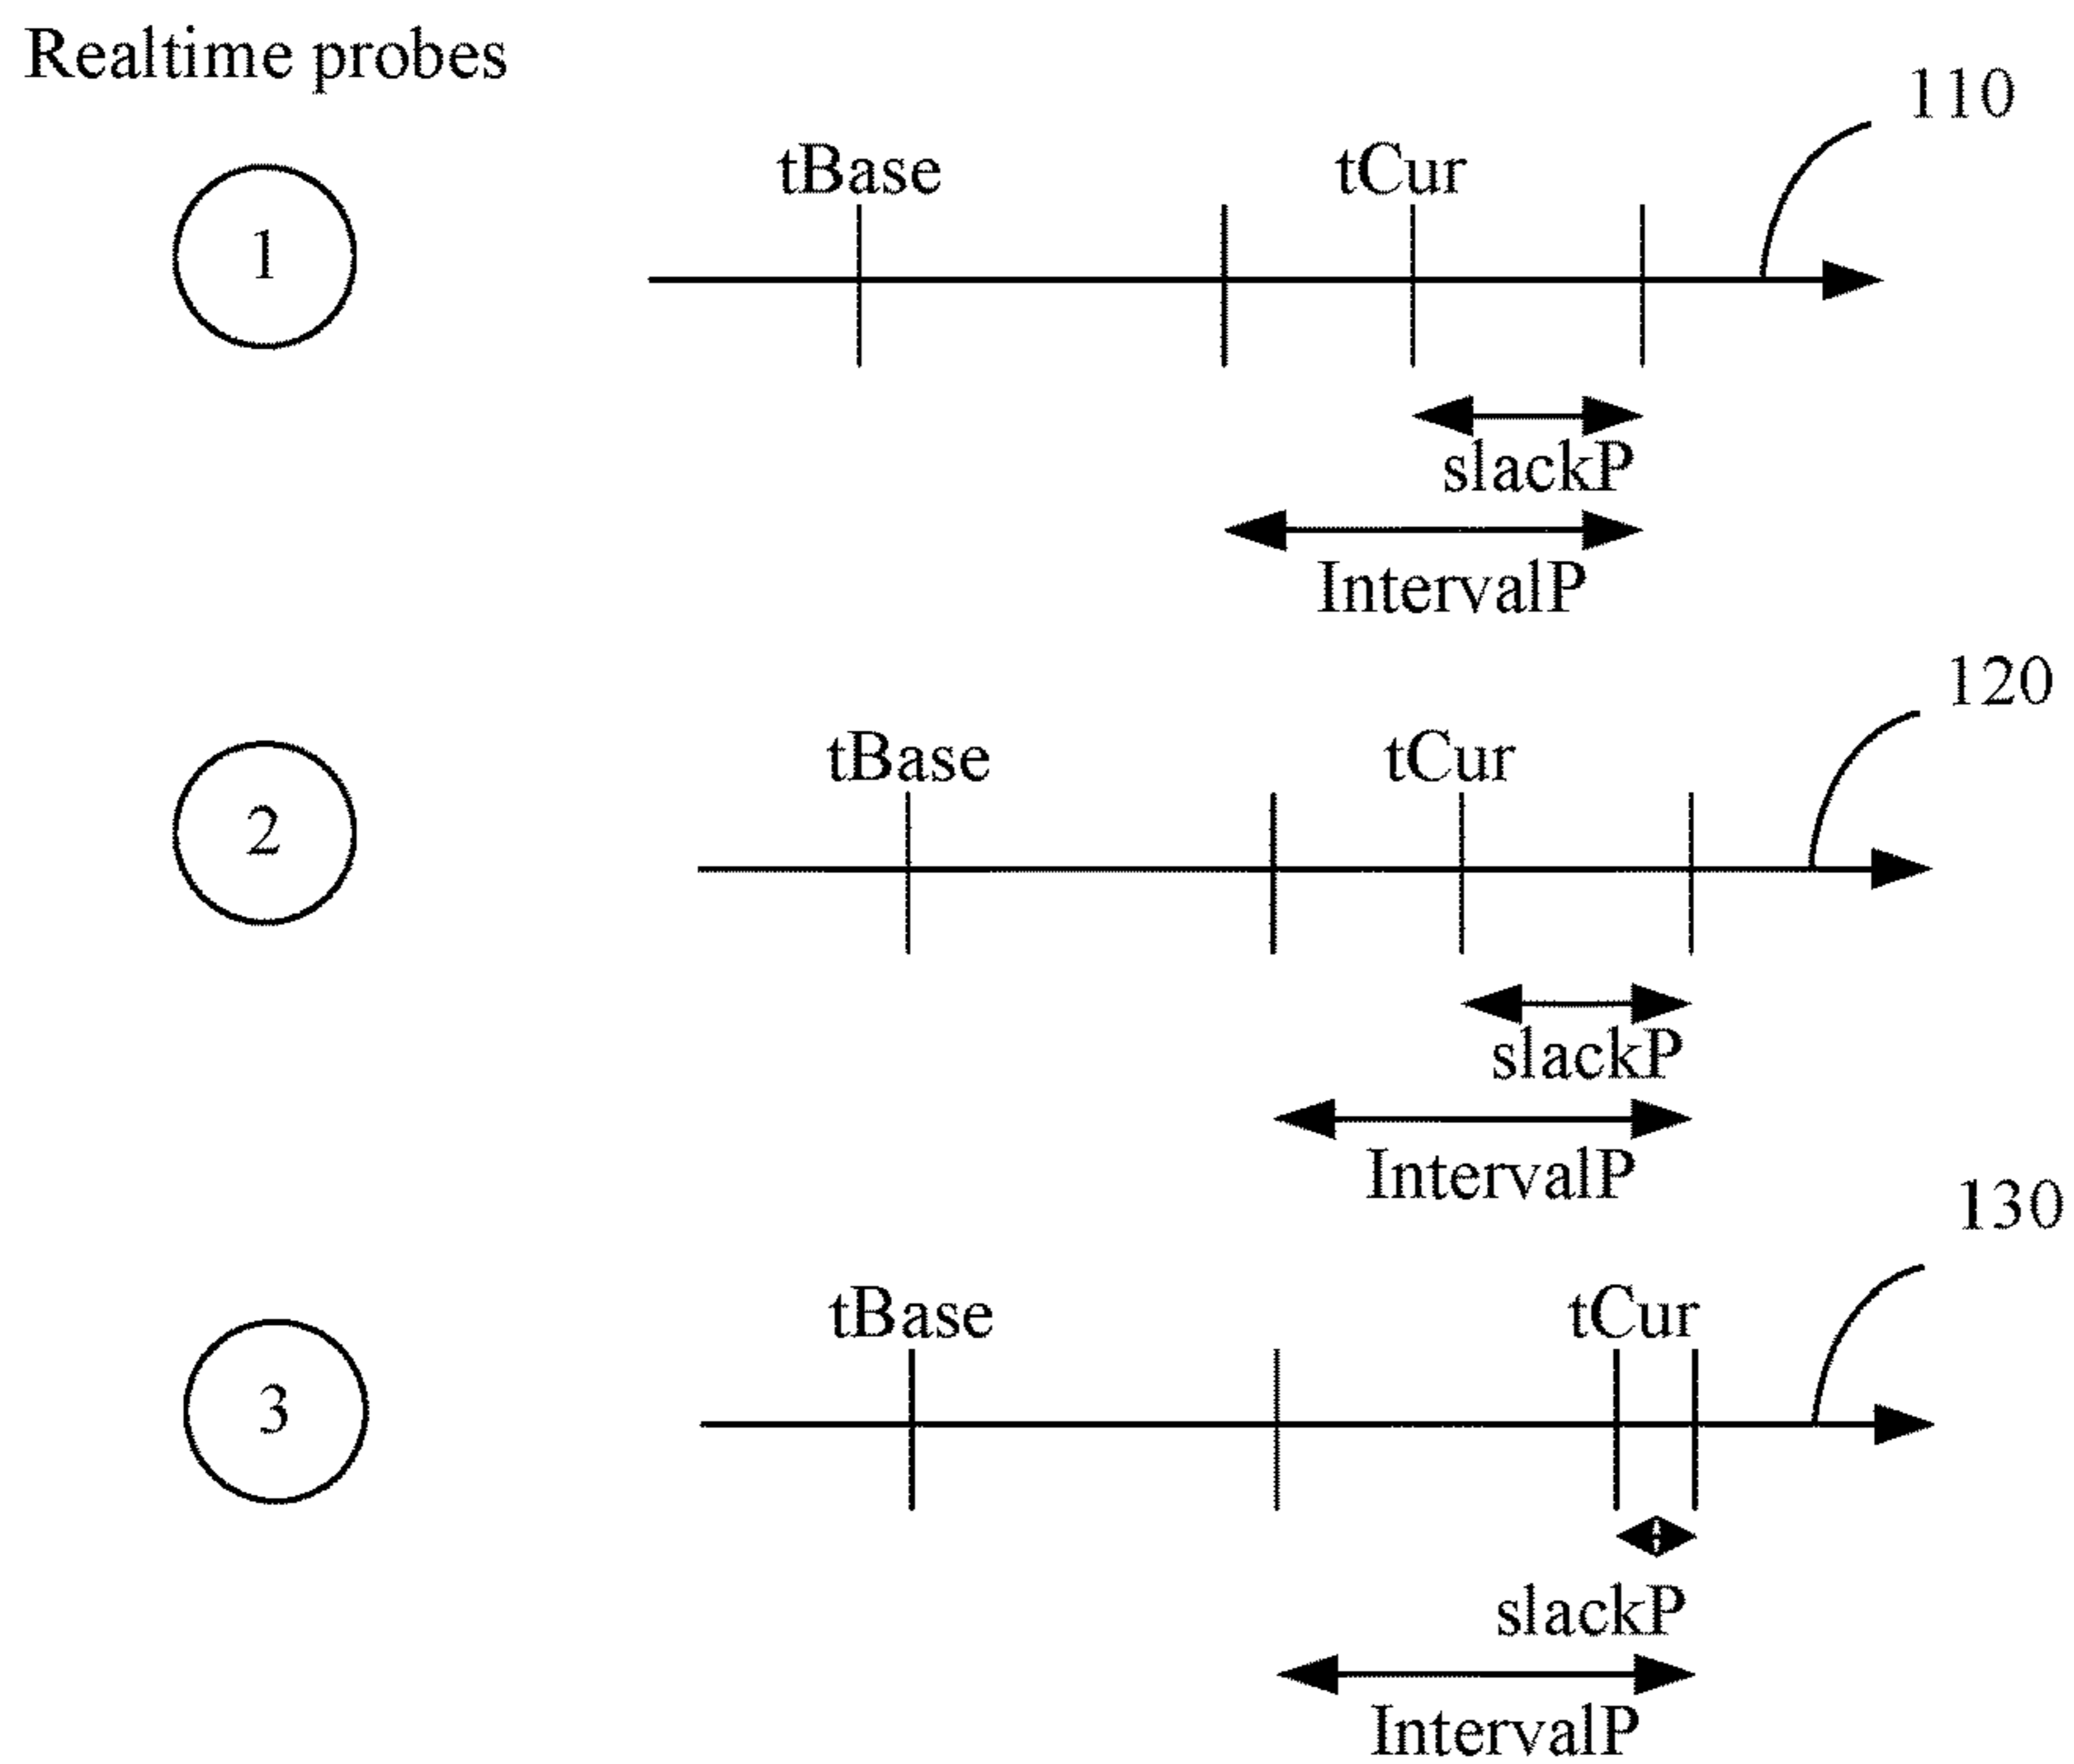 Realtime probes
110
tBase tCur
1
slackP
IntervalP
120
tBase tCur
2
slackP
IntervalP
130
tBase tCur
3
slackP
IntervalP